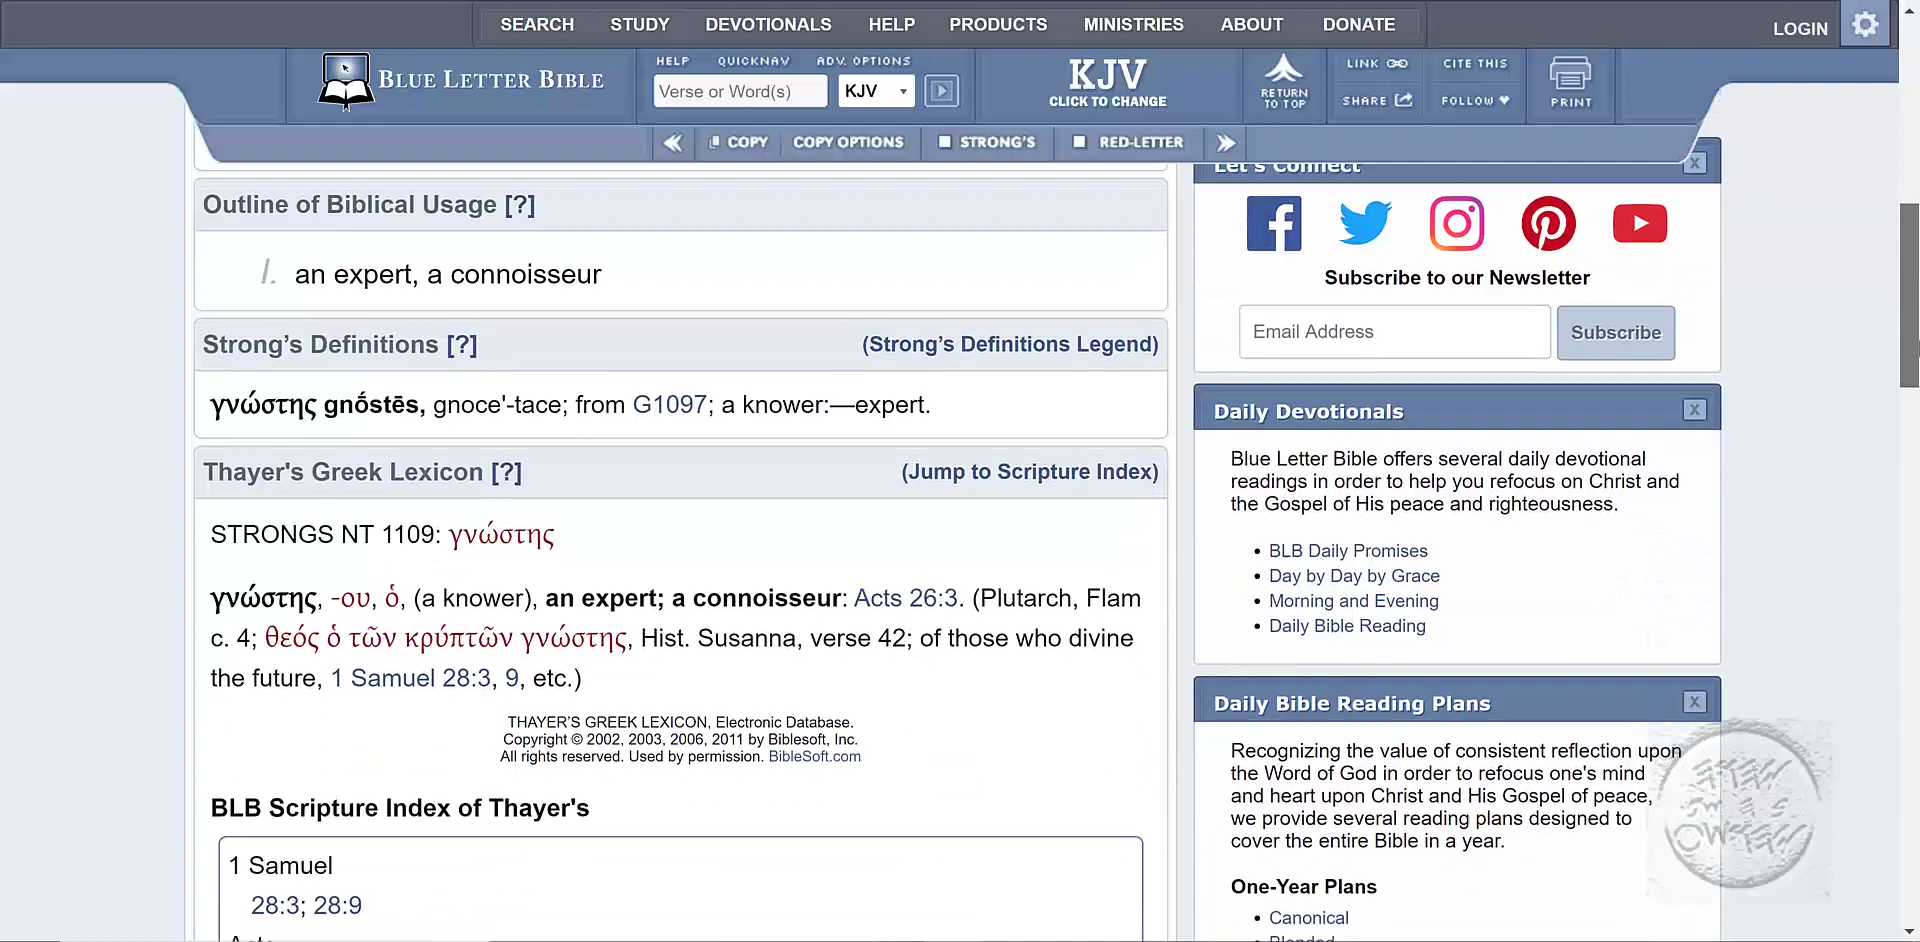 SEARCH STUDY DEVOTIONALS HELP PRODUCTS MINISTRIES ABOUT DONATE LOGIN
BLUE LETTER BIBLE
HELP QUICKNAV ADV. OPTIONS
Verse or Word(s) KJV
KJV
CLICK TO CHANGE
RETURN
TO TOP
LINK CITE THIS
SHARE FOLLOW
PRINT
COPY COPY OPTIONS STRONG'S RED-LETTER
Outline of Biblical Usage [?]
I. an expert, a connoisseur
Strong’s Definitions [?] (Strong’s Definitions Legend)
γνώστης gnṓstēs, gnoce'-tace; from G1097; a knower:—expert.
Thayer's Greek Lexicon [?] (Jump to Scripture Index)
STRONGS NT 1109: γνώστης
γνώστης, -ου, ὁ, (a knower), an expert; a connoisseur: Acts 26:3. (Plutarch, Flam
c. 4; θεός ὁ τῶν κρύπτῶν γνώστης, Hist. Susanna, verse 42; of those who divine
the future, 1 Samuel 28:3, 9, etc.)
THAYER'S GREEK LEXICON, Electronic Database.
Copyright © 2002, 2003, 2006, 2011 by Biblesoft, Inc.
All rights reserved. Used by permission. BibleSoft.com
BLB Scripture Index of Thayer's
1 Samuel
28:3; 28:9
Acts
Let's Connect X
Subscribe to our Newsletter
Email Address Subscribe
Daily Devotionals X
Blue Letter Bible offers several daily devotional
readings in order to help you refocus on Christ and
the Gospel of His peace and righteousness.
• BLB Daily Promises
• Day by Day by Grace
• Morning and Evening
• Daily Bible Reading
Daily Bible Reading Plans X
Recognizing the value of consistent reflection upon
the Word of God in order to refocus one's mind
and heart upon Christ and His Gospel of peace,
we provide several reading plans designed to
cover the entire Bible in a year.
One-Year Plans
• Canonical
• Blended